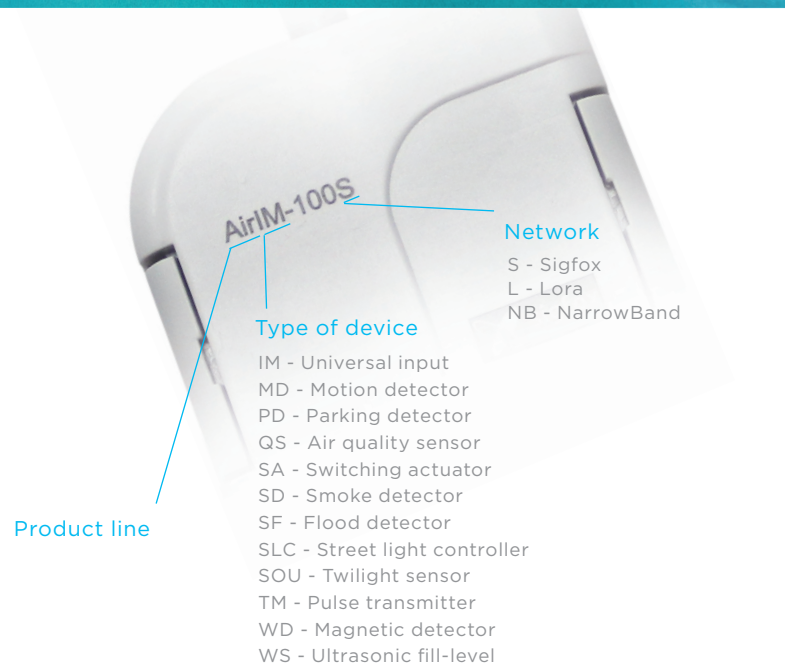 AirIM-100S
Network
S - Sigfox
L - Lora
NB - NarrowBand
Type of device
IM - Universal input
MD - Motion detector
PD - Parking detector
QS - Air quality sensor
SA - Switching actuator
SD - Smoke detector
SF - Flood detector
SLC - Street light controller
SOU - Twilight sensor
TM - Pulse transmitter
WD - Magnetic detector
WS - Ultrasonic fill-level
Product line